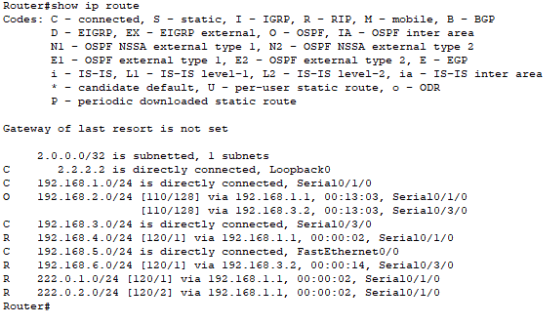 Router#show ip route
Codes: C - connected, S - static, I - IGRP, R - RIP, M - mobile, B - BGP
       D - EIGRP, EX - EIGRP external, O - OSPF, IA - OSPF inter area
       N1 - OSPF NSSA external type 1, N2 - OSPF NSSA external type 2
       E1 - OSPF external type 1, E2 - OSPF external type 2, E - EGP
       i - IS-IS, L1 - IS-IS level-1, L2 - IS-IS level-2, ia - IS-IS inter area
       * - candidate default, U - per-user static route, o - ODR
       P - periodic downloaded static route
Gateway of last resort is not set
     2.0.0.0/32 is subnetted, 1 subnets
C       2.2.2.2 is directly connected, Loopback0
C    192.168.1.0/24 is directly connected, Serial0/1/0
O    192.168.2.0/24 [110/128] via 192.168.1.1, 00:13:03, Serial0/1/0
                    [110/128] via 192.168.3.2, 00:13:03, Serial0/3/0
C    192.168.3.0/24 is directly connected, Serial0/3/0
R    192.168.4.0/24 [120/1] via 192.168.1.1, 00:00:02, Serial0/1/0
C    192.168.5.0/24 is directly connected, FastEthernet0/0
R    192.168.6.0/24 [120/1] via 192.168.3.2, 00:00:14, Serial0/3/0
R    222.0.1.0/24 [120/1] via 192.168.1.1, 00:00:02, Serial0/1/0
R    222.0.2.0/24 [120/2] via 192.168.1.1, 00:00:02, Serial0/1/0
Router#